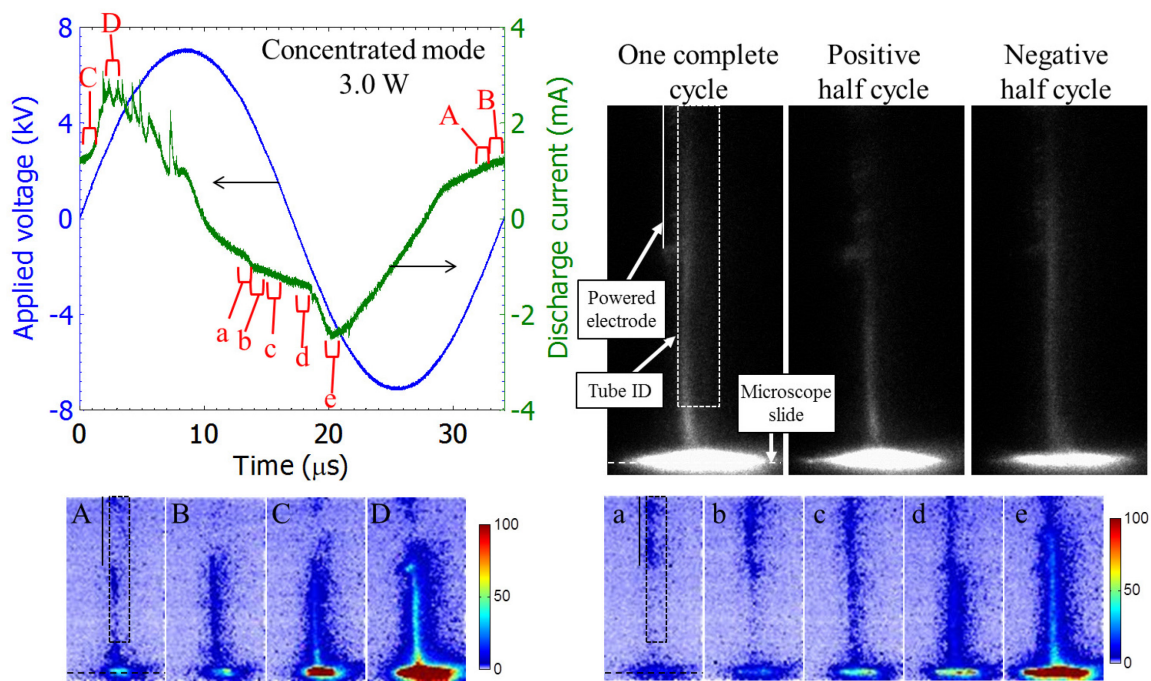 Concentrated mode
3.0 W
D
C
A
B
a
b
c
d
e
Applied voltage (kV)
8
4
0
-4
-8
Discharge current (mA)
4
2
0
-2
-4
0
10
20
30
Time (μs)
One complete
cycle
Positive
half cycle
Negative
half cycle
Powered
electrode
Tube ID
Microscope
slide
A
B
C
D
100
50
0
a
b
c
d
e
100
50
0